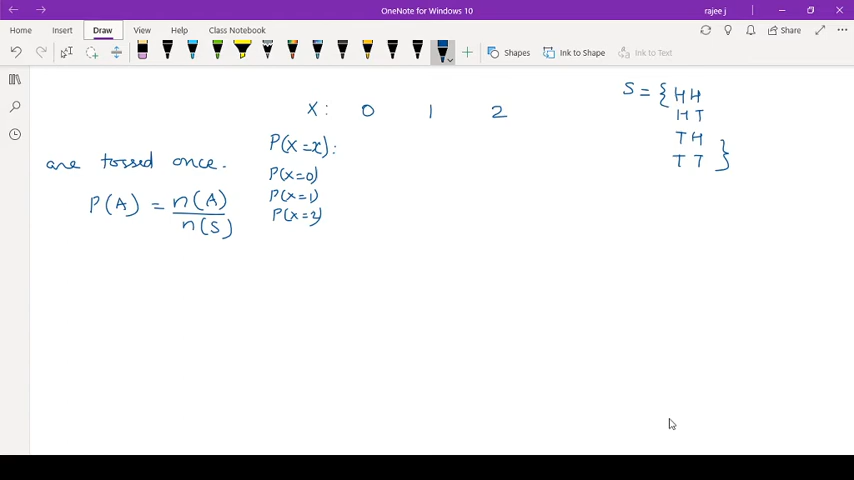 OneNote for Windows 10
rajee j
Home Insert Draw View Help Class Notebook
Share
Shapes Ink to Shape Ink to Text
X: 0 1 2
S = { HH
HT
TH
TT }
P(X=x):
are tossed once.
P(X=0)
P(X=1)
P(X=2)
P(A) = n(A)
n(S)